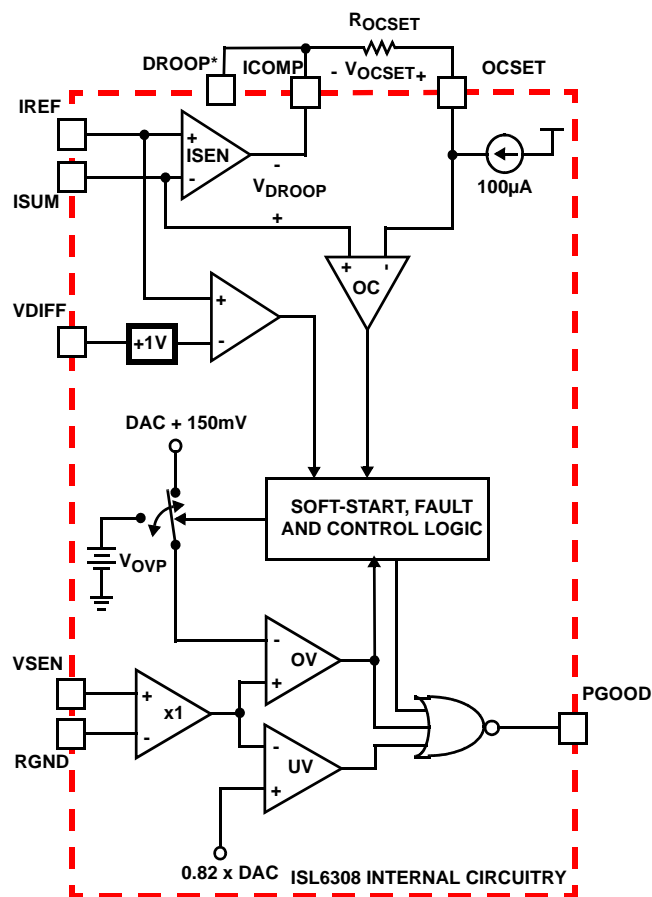 ROCSET
DROOP* ICOMP - VOCSET + OCSET
IREF
+
ISEN
-
ISUM
-
VDROOP
+
100µA
+ -
OC
VDIFF
+1V
+
-
DAC + 150mV
SOFT-START, FAULT
AND CONTROL LOGIC
VOVP
-
OV
+
VSEN
+
x1
-
RGND
PGOOD
-
UV
+
0.82 x DAC
ISL6308 INTERNAL CIRCUITRY